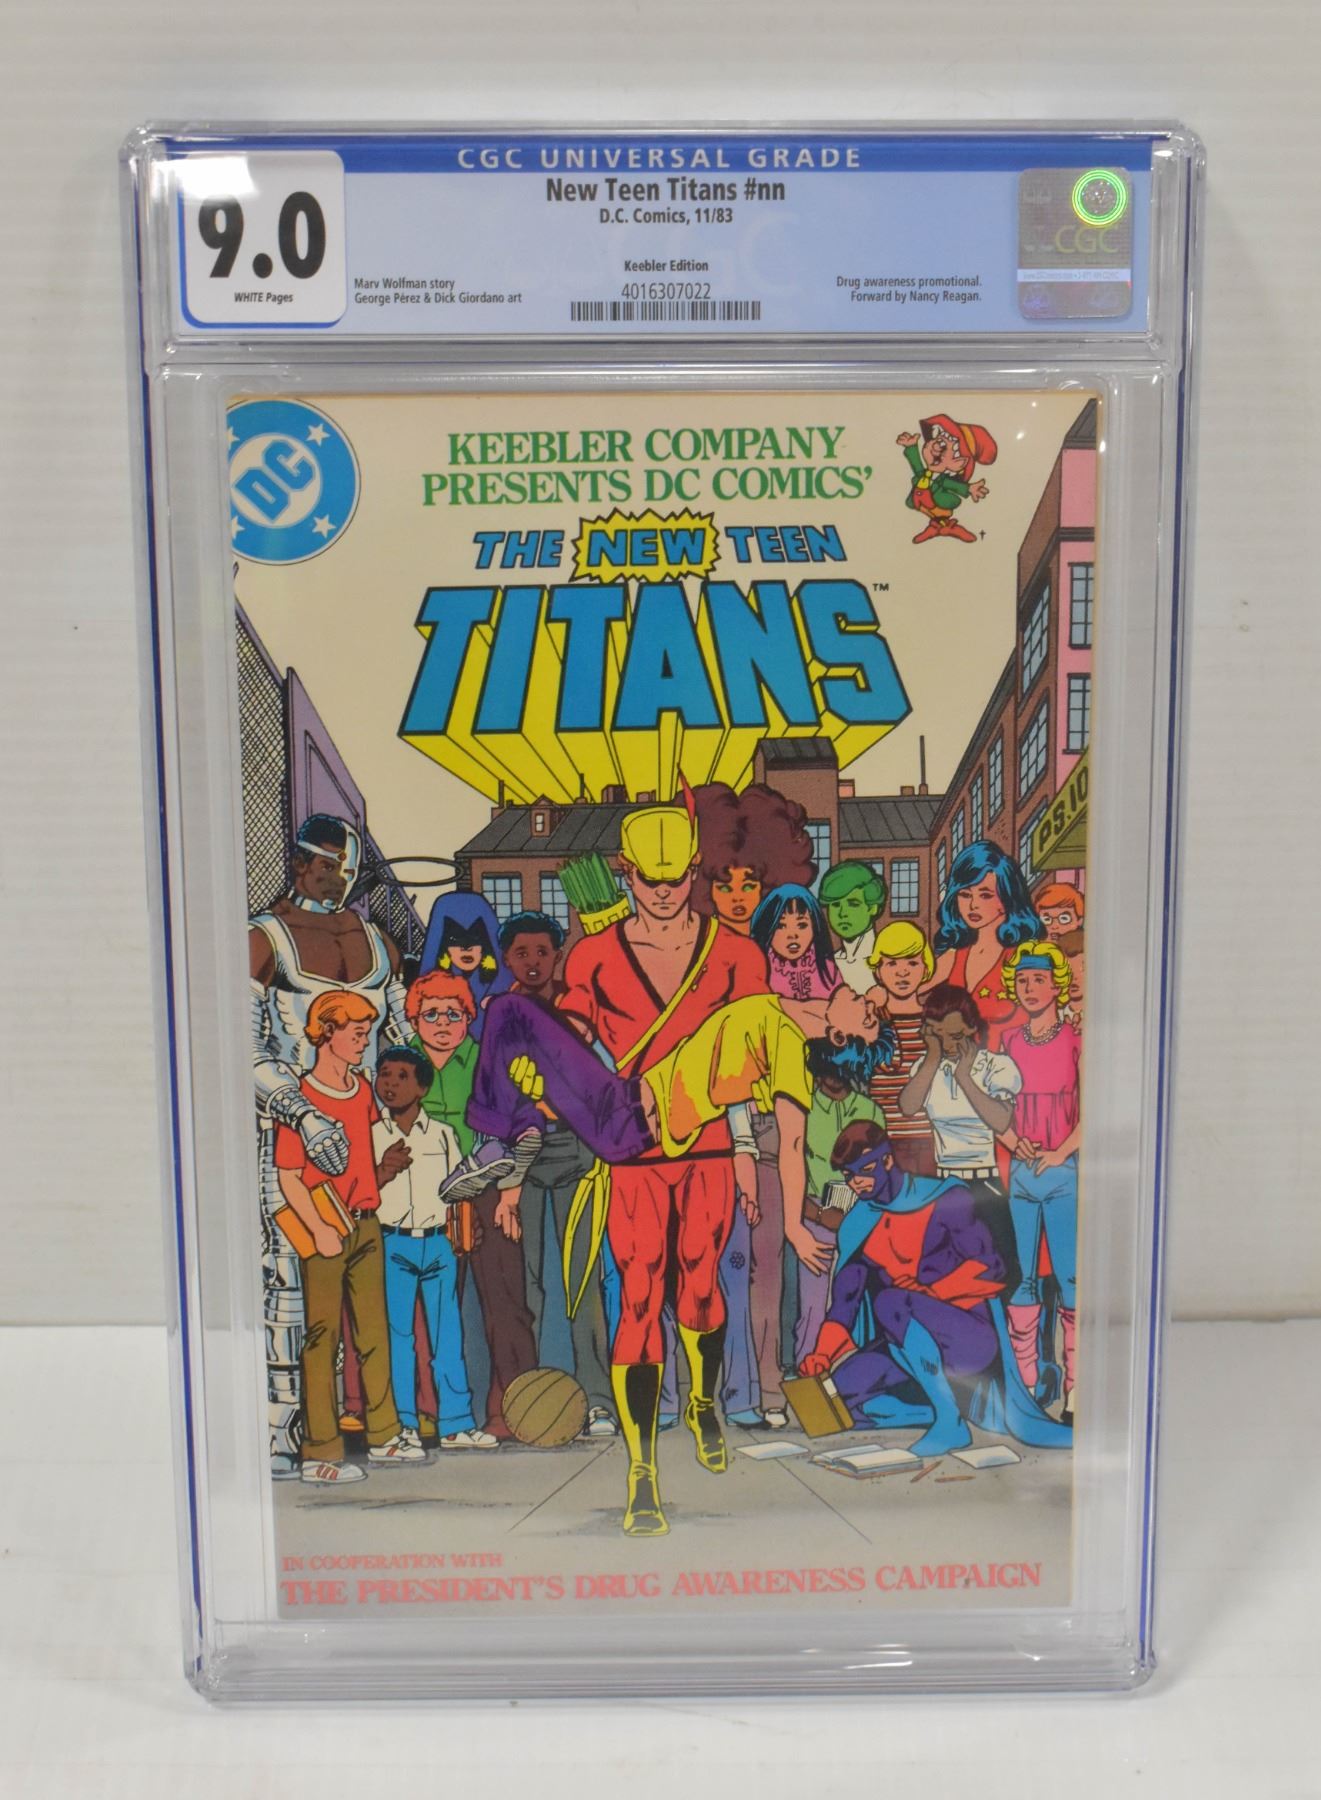 CGC UNIVERSAL GRADE
9.0
WHITE Pages
New Teen Titans #nn
D.C. Comics, 11/83
Keebler Edition
4016307022
Marv Wolfman story
George Pérez & Dick Giordano art
Drug awareness promotional.
Forward by Nancy Reagan.
CGC
DC
KEEBLER COMPANY
PRESENTS DC COMICS'
THE NEW TEEN
TITANS™
P.S. 10
IN COOPERATION WITH
THE PRESIDENT'S DRUG AWARENESS CAMPAIGN